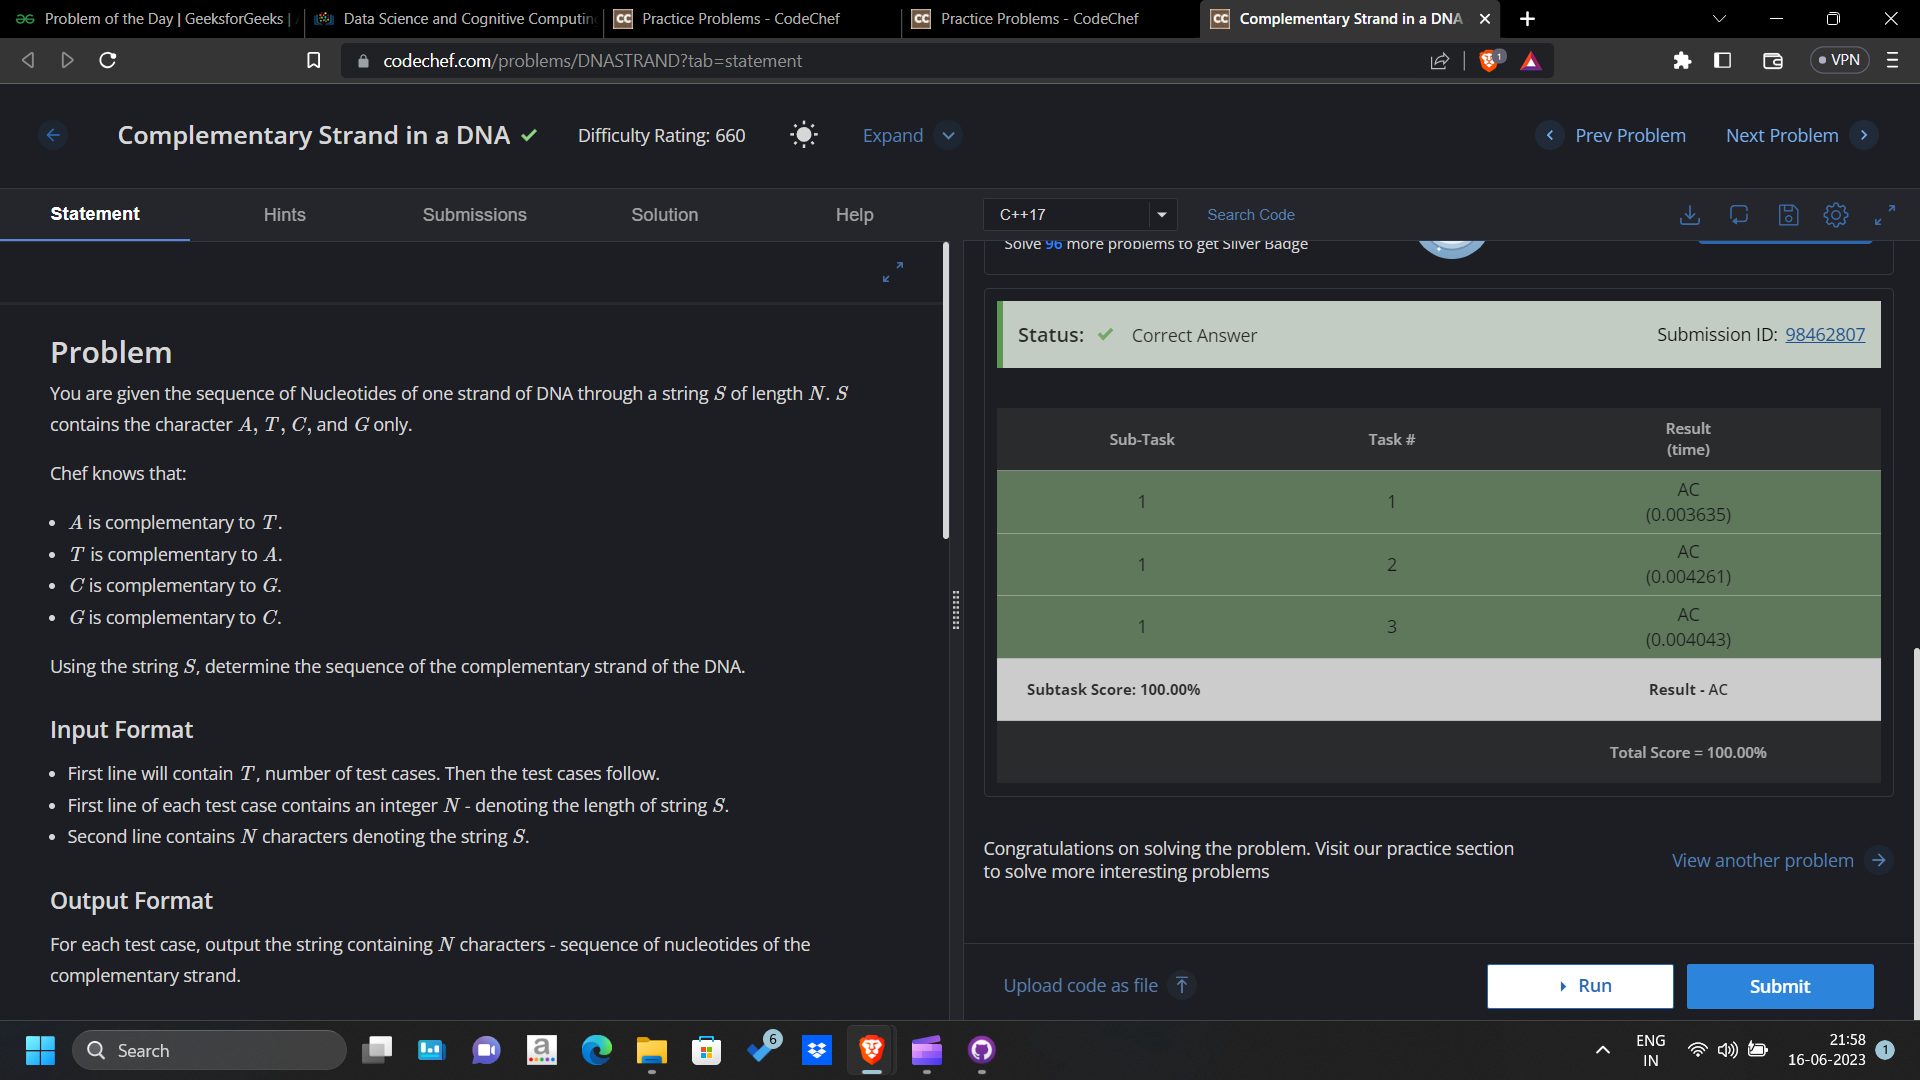 Problem of the Day | GeeksforGeeks |
Data Science and Cognitive Computin
CC Practice Problems - CodeChef
CC Practice Problems - CodeChef
CC Complementary Strand in a DNA
codechef.com/problems/DNASTRAND?tab=statement
1
VPN
Complementary Strand in a DNA
Difficulty Rating: 660
Expand
Prev Problem
Next Problem
Statement
Hints
Submissions
Solution
Help
C++17
Search Code
Problem
You are given the sequence of Nucleotides of one strand of DNA through a string S of length N. S
contains the character A, T, C, and G only.
Chef knows that:
• A is complementary to T.
• T is complementary to A.
• C is complementary to G.
• G is complementary to C.
Using the string S, determine the sequence of the complementary strand of the DNA.
Input Format
• First line will contain T, number of test cases. Then the test cases follow.
• First line of each test case contains an integer N - denoting the length of string S.
• Second line contains N characters denoting the string S.
Output Format
For each test case, output the string containing N characters - sequence of nucleotides of the
complementary strand.
Solve 96 more problems to get Silver Badge
Status: Correct Answer
Submission ID: 98462807
Sub-Task Task # Result
(time)
1 1 AC
(0.003635)
1 2 AC
(0.004261)
1 3 AC
(0.004043)
Subtask Score: 100.00% Result - AC
Total Score = 100.00%
Congratulations on solving the problem. Visit our practice section
to solve more interesting problems
View another problem
Upload code as file
Run
Submit
Search
a
6
ENG
IN
21:58
16-06-2023
1